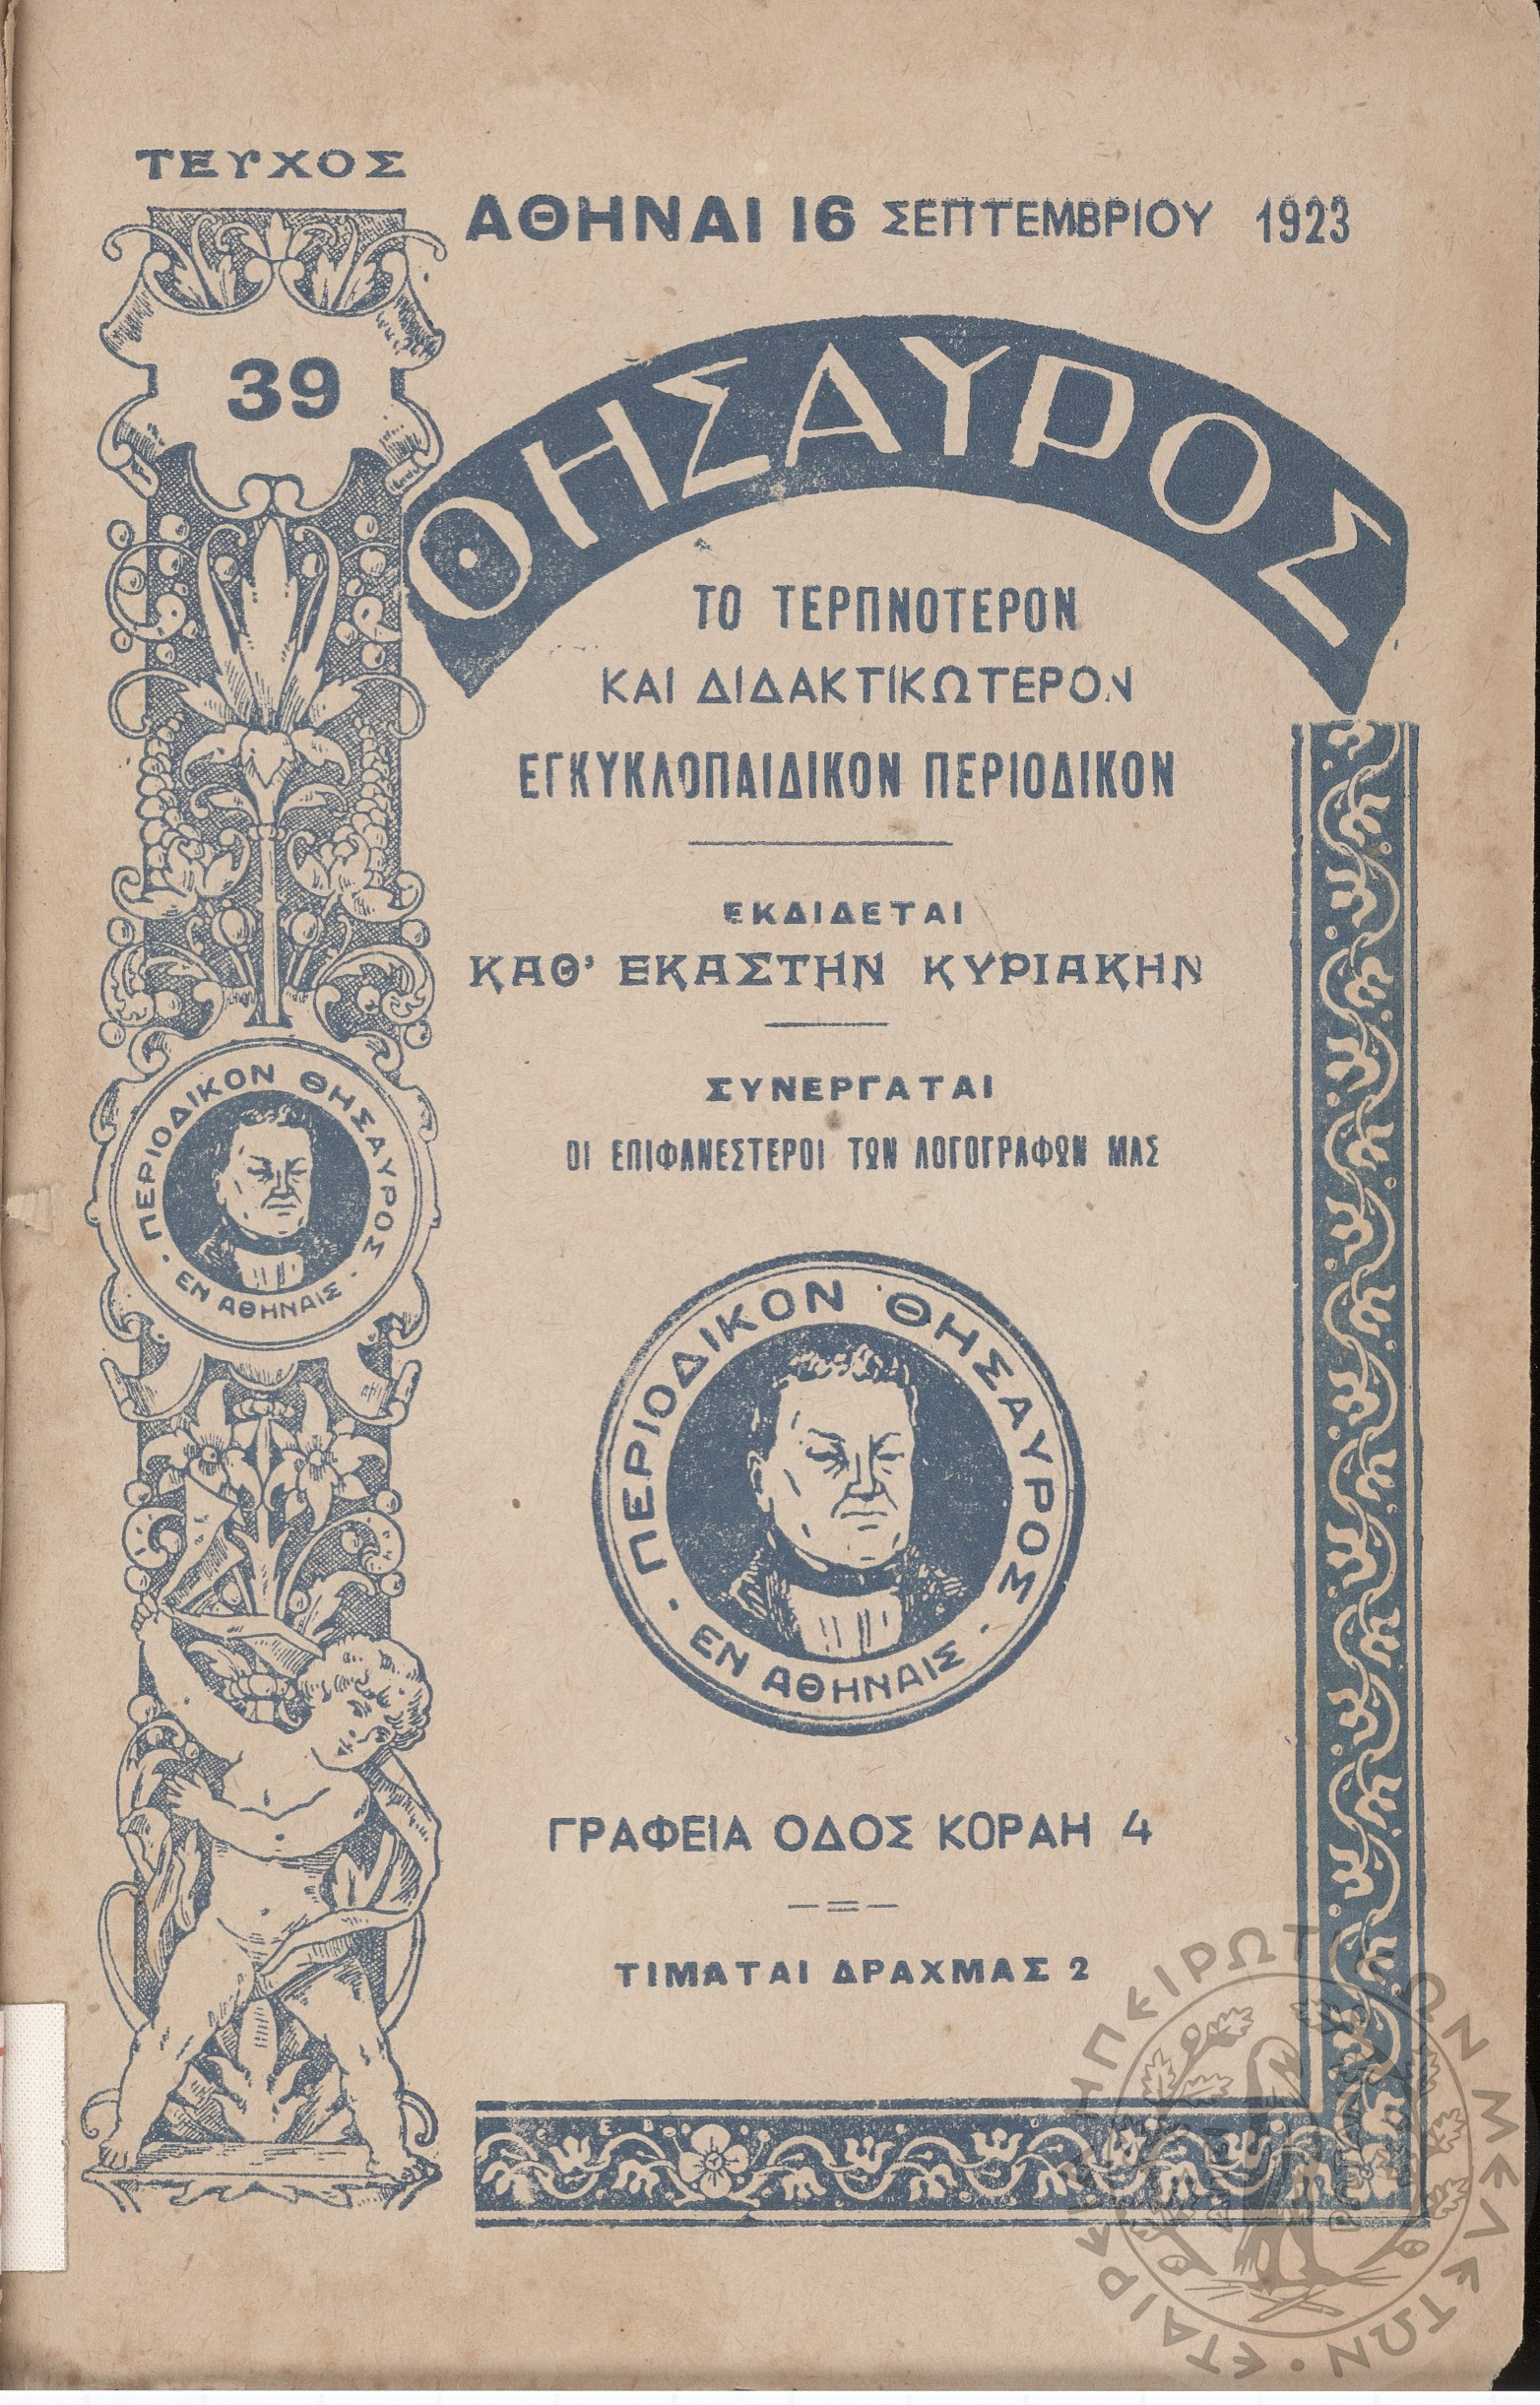 ΤΕΥΧΟΣ
39
ΑΘΗΝΑΙ 16 ΣΕΠΤΕΜΒΡΙΟΥ 1923
ΘΗΣΑΥΡΟΣ
ΤΟ ΤΕΡΠΝΟΤΕΡΟΝ
ΚΑΙ ΔΙΔΑΚΤΙΚΩΤΕΡΟΝ
ΕΓΚΥΚΛΟΠΑΙΔΙΚΟΝ ΠΕΡΙΟΔΙΚΟΝ
ΕΚΔΙΔΕΤΑΙ
ΚΑΘ' ΕΚΑΣΤΗΝ ΚΥΡΙΑΚΗΝ
ΣΥΝΕΡΓΑΤΑΙ
ΟΙ ΕΠΙΦΑΝΕΣΤΕΡΟΙ ΤΩΝ ΛΟΓΟΓΡΑΦΩΝ ΜΑΣ
ΠΕΡΙΟΔΙΚΟΝ ΘΗΣΑΥΡΟΣ
· ΕΝ ΑΘΗΝΑΙΣ ·
ΠΕΡΙΟΔΙΚΟΝ ΘΗΣΑΥΡΟΣ
· ΕΝ ΑΘΗΝΑΙΣ ·
ΓΡΑΦΕΙΑ ΟΔΟΣ ΚΟΡΑΗ 4
ΤΙΜΑΤΑΙ ΔΡΑΧΜΑΣ 2
Ε Β
ΜΕΛΕΤΩΝ